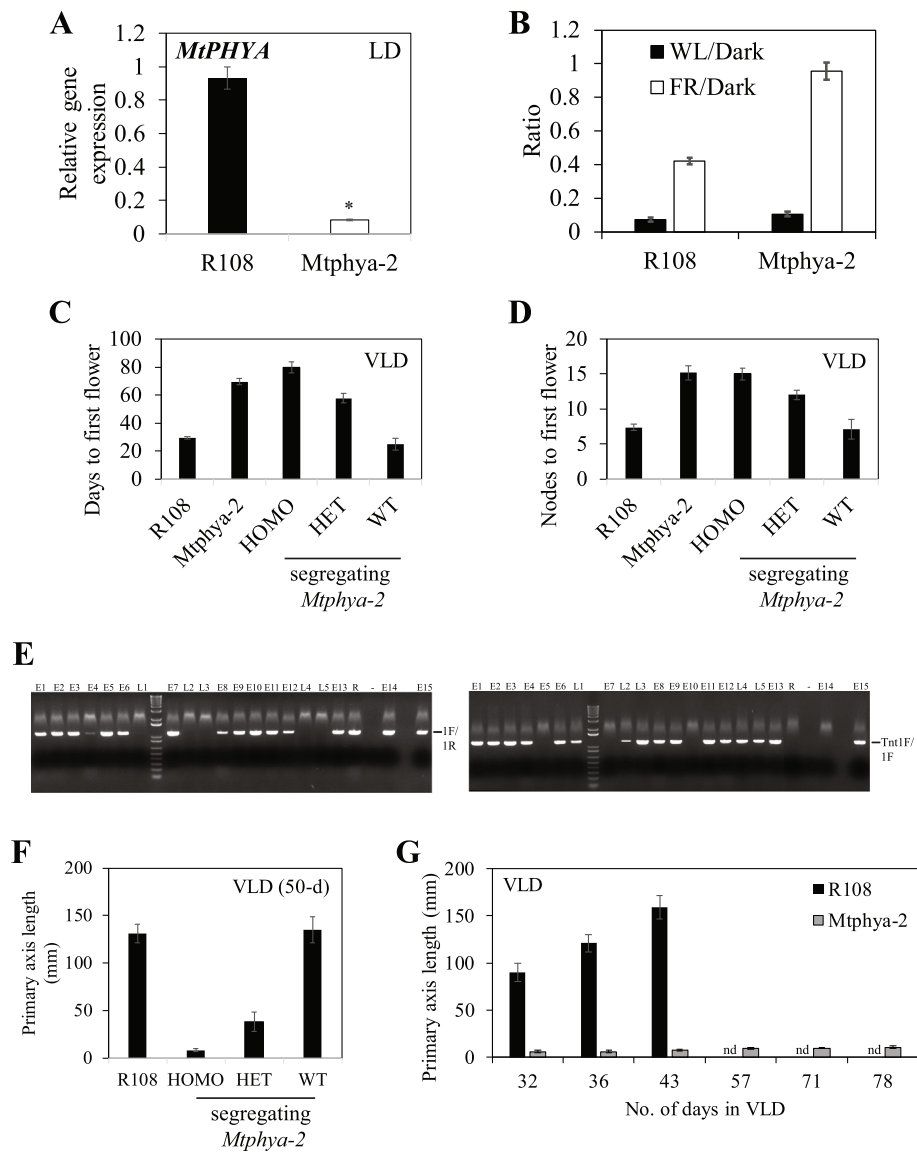 A
1.2
1
0.8
0.6
0.4
0.2
0
Relative gene
expression
MtPHYA
LD
*
R108
Mtphya-2
B
1.2
1
0.8
0.6
0.4
0.2
0
Ratio
WL/Dark
FR/Dark
R108
Mtphya-2
C
100
80
60
40
20
0
Days to first flower
VLD
R108
Mtphya-2
HOMO
HET
WT
segregating
Mtphya-2
D
20
15
10
5
0
Nodes to first flower
VLD
R108
Mtphya-2
HOMO
HET
WT
segregating
Mtphya-2
E
E1 E2 E3 E4 E5 E6 L1 E7 L2 L3 E8 E9 E10 E11 E12 L4 L5 E13 R - E14 E15
1F/
1R
E1 E2 E3 E4 E5 E6 L1 E7 L2 L3 E8 E9 E10 E11 E12 L4 L5 E13 R - E14 E15
Tnt1F/
1F
F
200
150
100
50
0
Primary axis length
(mm)
VLD (50-d)
R108 HOMO HET WT
segregating
Mtphya-2
G
200
150
100
50
0
Primary axis length (mm)
VLD
R108
Mtphya-2
nd nd nd
32 36 43 57 71 78
No. of days in VLD